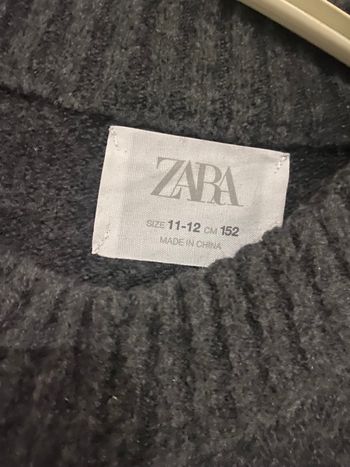 ZARA
SIZE 11-12 CM 152
MADE IN CHINA